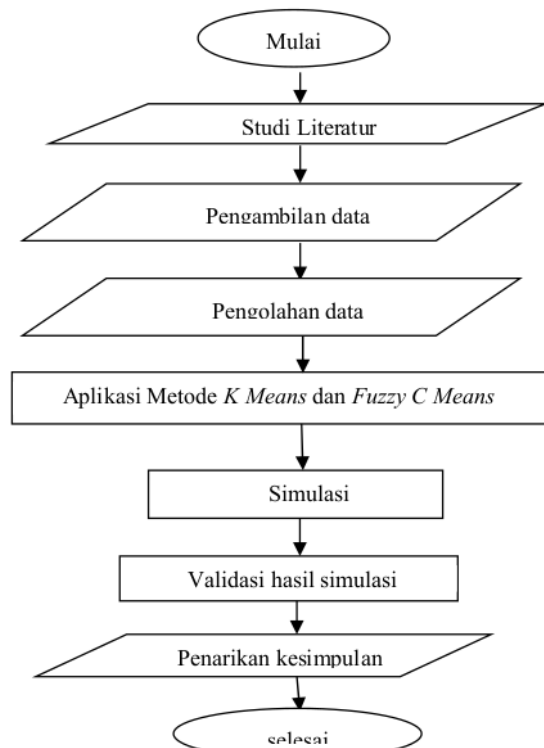 Mulai
Studi Literatur
Pengambilan data
Pengolahan data
Aplikasi Metode K Means dan Fuzzy C Means
Simulasi
Validasi hasil simulasi
Penarikan kesimpulan
selesai